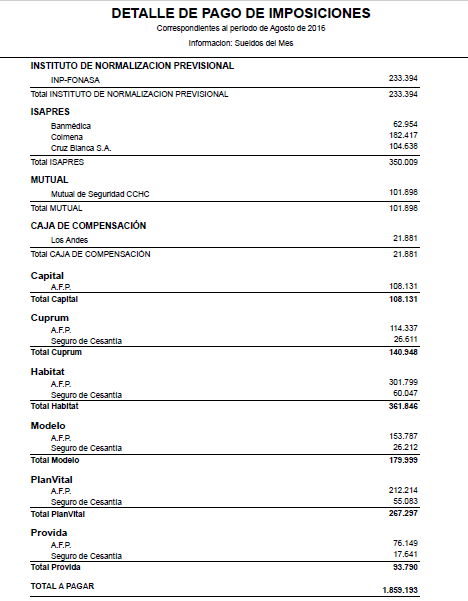 DETALLE DE PAGO DE IMPOSICIONES
Correspondientes al período de Agosto de 2016
Informacion: Sueldos del Mes
INSTITUTO DE NORMALIZACION PREVISIONAL
INP-FONASA 233.394
Total INSTITUTO DE NORMALIZACION PREVISIONAL 233.394
ISAPRES
Banmédica 62.954
Colmena 182.417
Cruz Blanca S.A. 104.638
Total ISAPRES 350.009
MUTUAL
Mutual de Seguridad CCHC 101.898
Total MUTUAL 101.898
CAJA DE COMPENSACIÓN
Los Andes 21.881
Total CAJA DE COMPENSACIÓN 21.881
Capital
A.F.P. 108.131
Total Capital 108.131
Cuprum
A.F.P. 114.337
Seguro de Cesantía 26.611
Total Cuprum 140.948
Habitat
A.F.P. 301.799
Seguro de Cesantía 60.047
Total Habitat 361.846
Modelo
A.F.P. 153.787
Seguro de Cesantía 26.212
Total Modelo 179.999
PlanVital
A.F.P. 212.214
Seguro de Cesantía 55.083
Total PlanVital 267.297
Provida
A.F.P. 76.149
Seguro de Cesantía 17.641
Total Provida 93.790
TOTAL A PAGAR 1.859.193